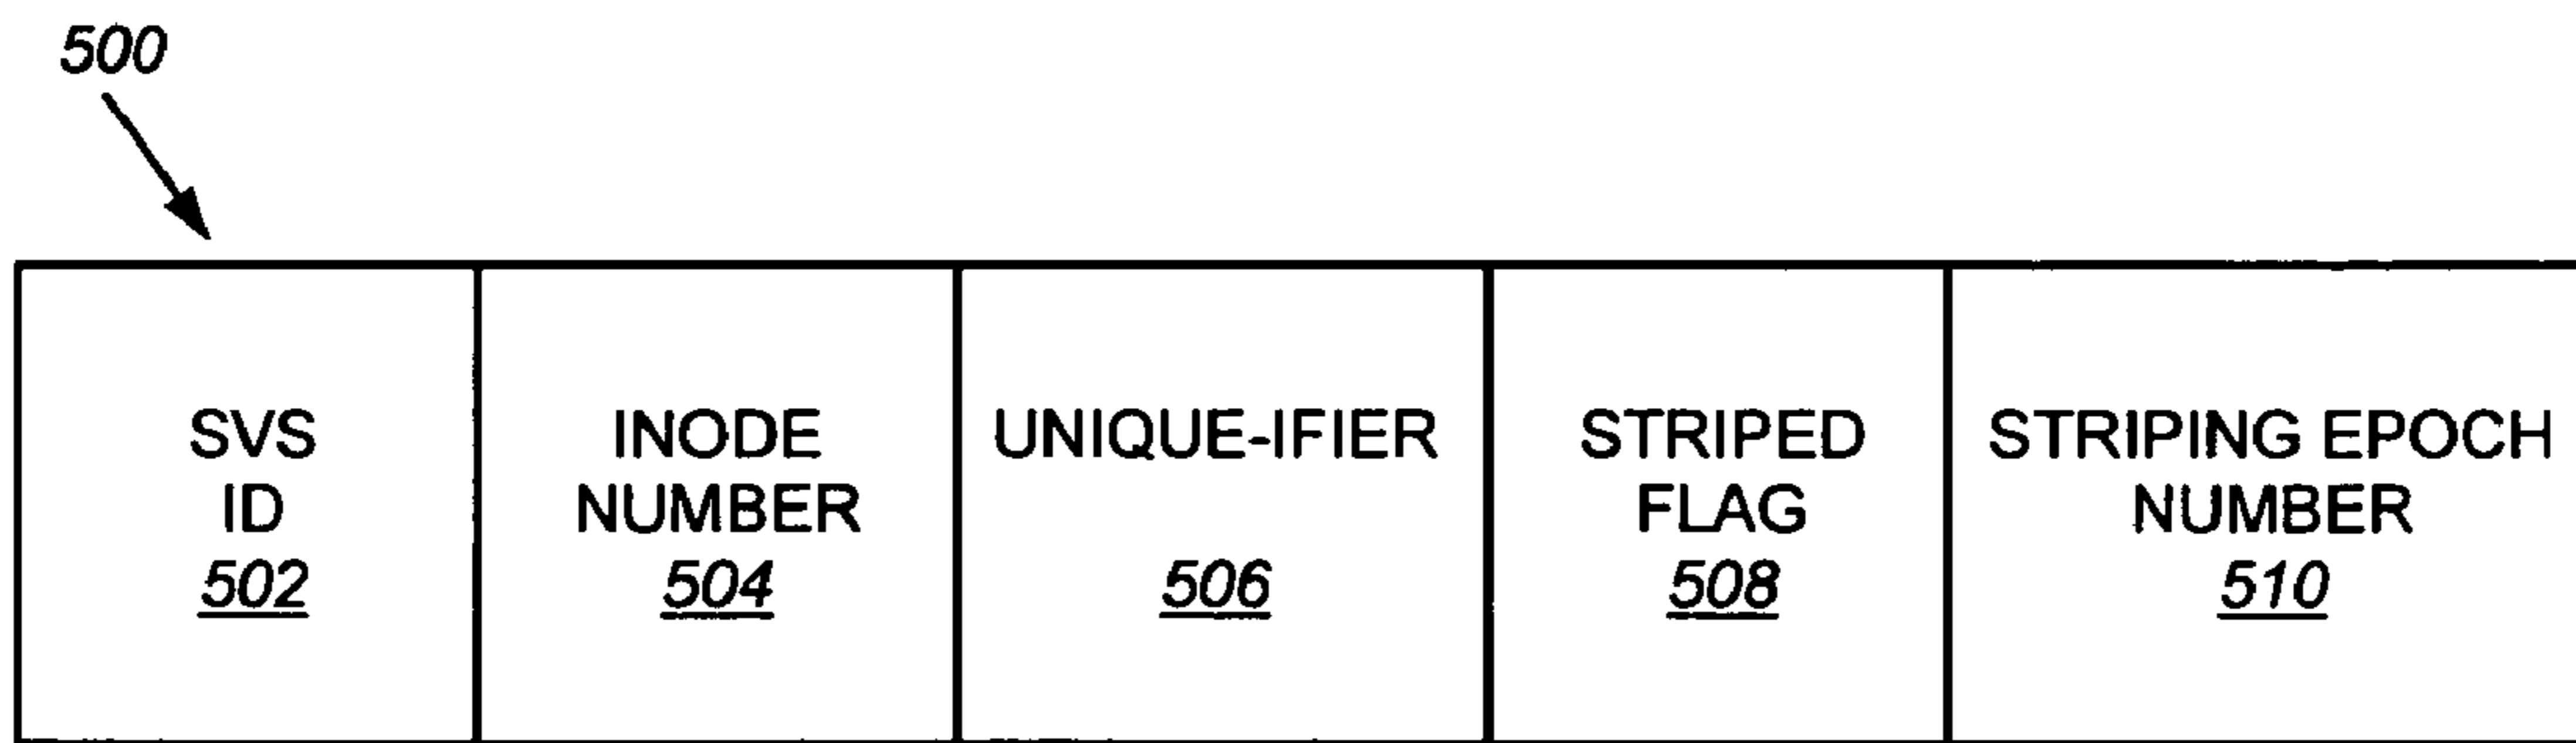 500
SVS
ID
502
INODE
NUMBER
504
UNIQUE-IFIER
506
STRIPED
FLAG
508
STRIPING EPOCH
NUMBER
510